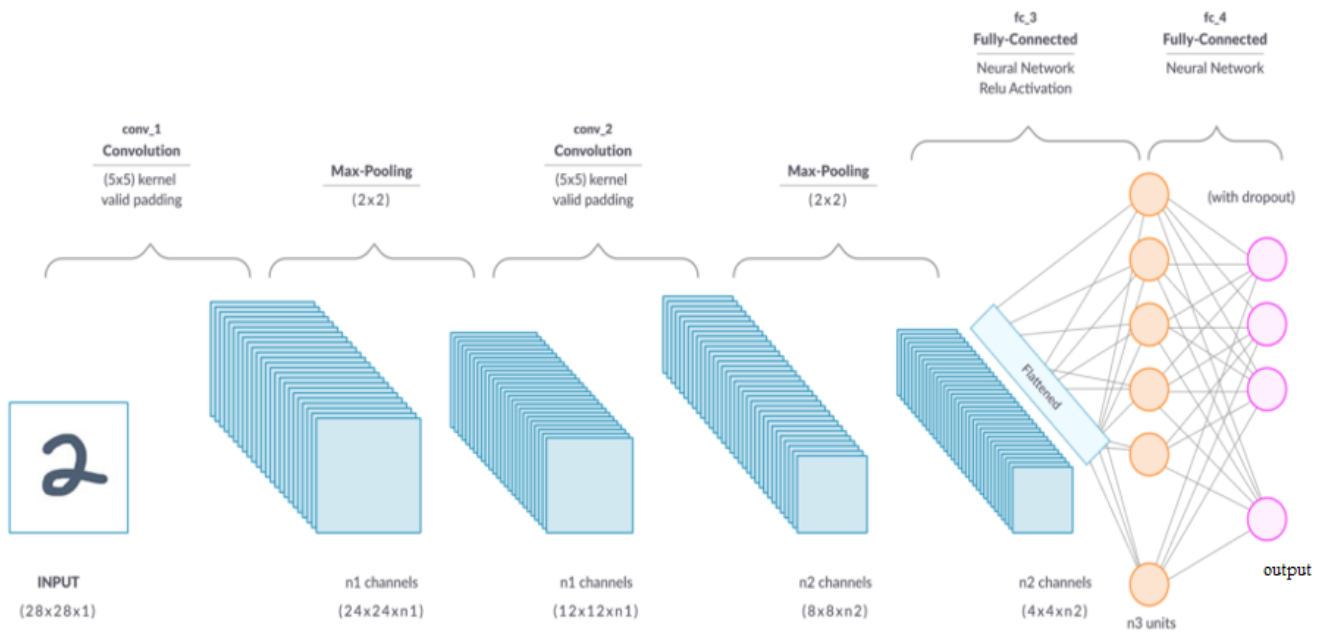 fc_3
Fully-Connected
Neural Network
Relu Activation
fc_4
Fully-Connected
Neural Network
conv_1
Convolution
(5x5) kernel
valid padding
Max-Pooling
(2x2)
conv_2
Convolution
(5x5) kernel
valid padding
Max-Pooling
(2x2)
(with dropout)
2
Flattened
INPUT
(28x28x1)
n1 channels
(24x24xn1)
n1 channels
(12x12xn1)
n2 channels
(8x8xn2)
n2 channels
(4x4xn2)
n3 units
output